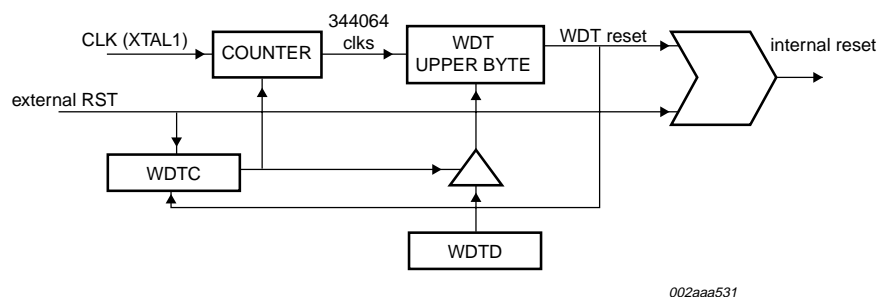 344064
clks
CLK (XTAL1)
COUNTER
WDT
UPPER BYTE
WDT reset
internal reset
external RST
WDTC
WDTD
002aaa531